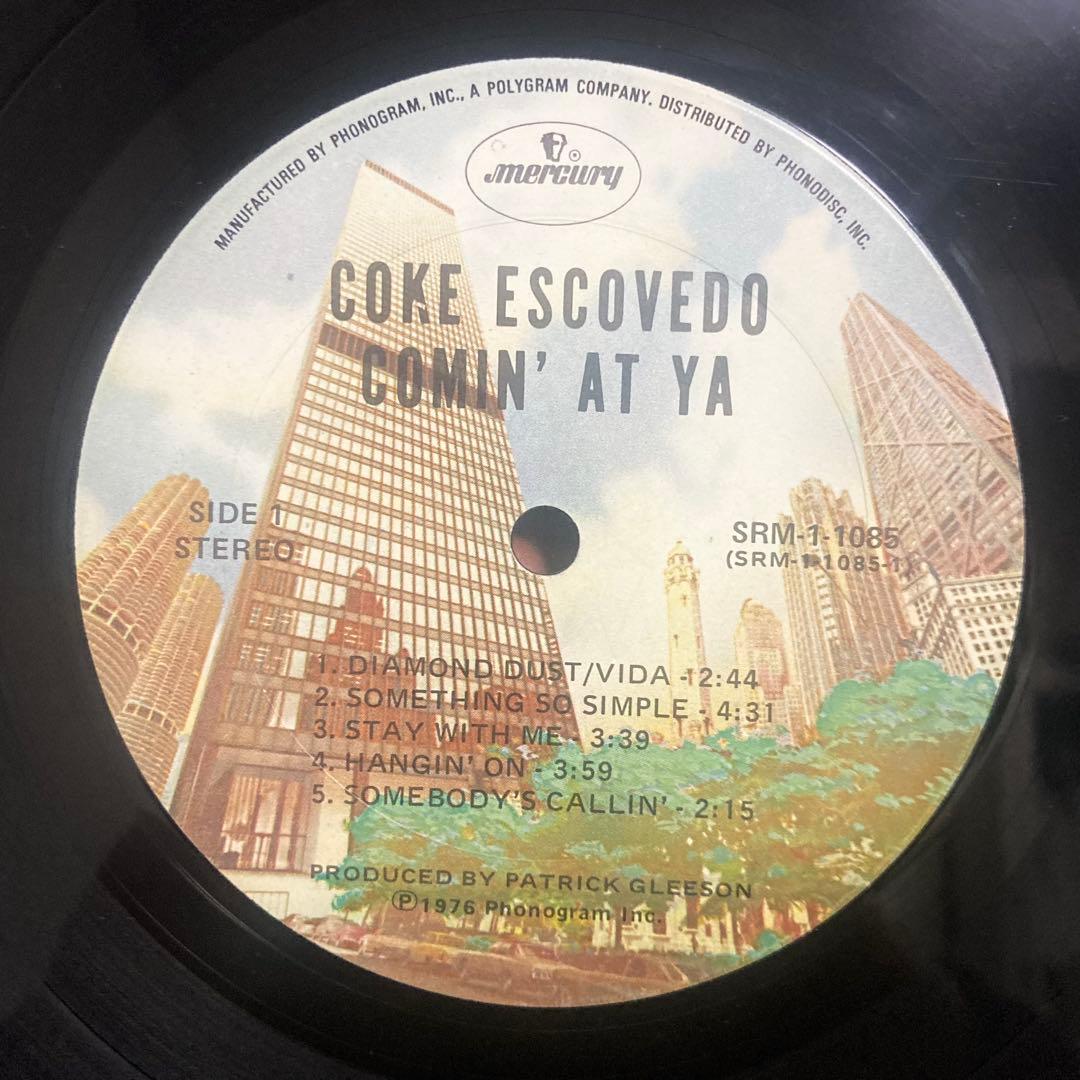 MANUFACTURED BY PHONOGRAM, INC., A POLYGRAM COMPANY. DISTRIBUTED BY PHONODISC, INC.
mercury
®
COKE ESCOVEDO
COMIN' AT YA
SIDE 1
STEREO
SRM-1-1085
(SRM-1-1085-1)
1. DIAMOND DUST/VIDA - 2:44
2. SOMETHING SO SIMPLE - 4:31
3. STAY WITH ME - 3:39
4. HANGIN' ON - 3:59
5. SOMEBODY'S CALLIN' - 2:15
PRODUCED BY PATRICK GLEESON
Ⓟ1976 Phonogram Inc.